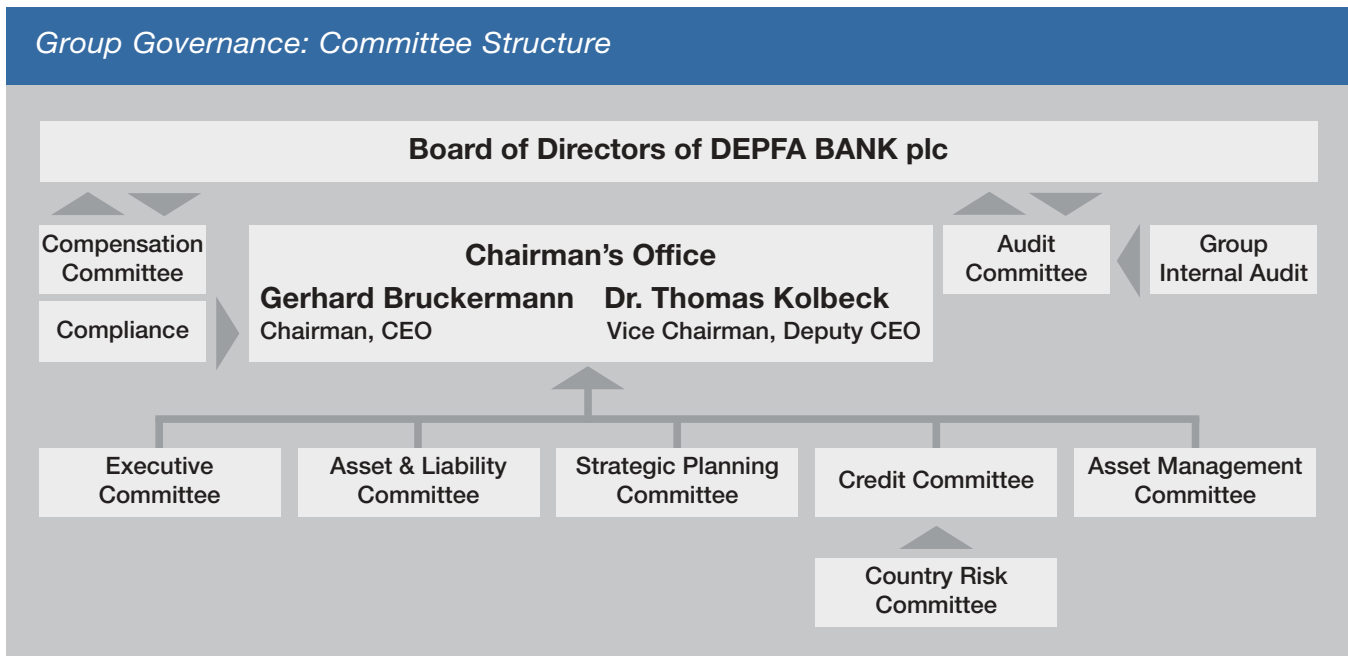 Group Governance: Committee Structure
Board of Directors of DEPFA BANK plc
Compensation
Committee
Compliance
Chairman’s Office
Gerhard Bruckermann
Chairman, CEO
Dr. Thomas Kolbeck
Vice Chairman, Deputy CEO
Audit
Committee
Group
Internal Audit
Executive
Committee
Asset & Liability
Committee
Strategic Planning
Committee
Credit Committee
Asset Management
Committee
Country Risk
Committee